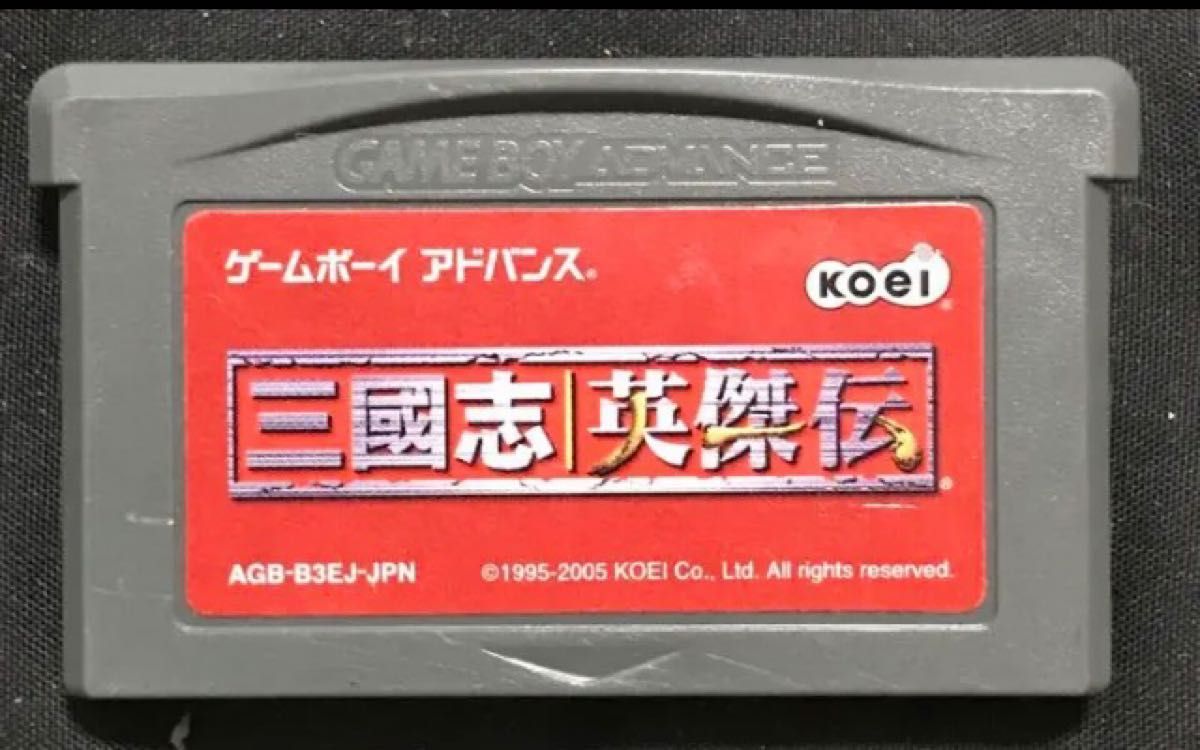 GAME BOY ADVANCE
ゲームボーイ アドバンス®
KOEI®
三國志|英傑伝®
AGB-B3EJ-JPN
©1995-2005 KOEI Co., Ltd. All rights reserved.